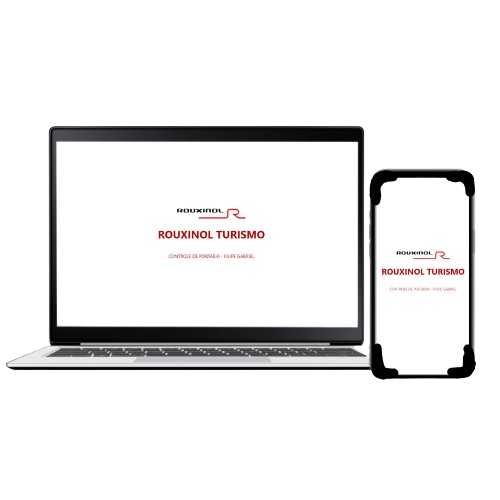 ROUXINOL
ROUXINOL TURISMO
CONTROLE DE PORTARIA - FILIPE GABRIEL
ROUXINOL
ROUXINOL TURISMO
CONTROLE DE PORTARIA - FILIPE GABRIEL